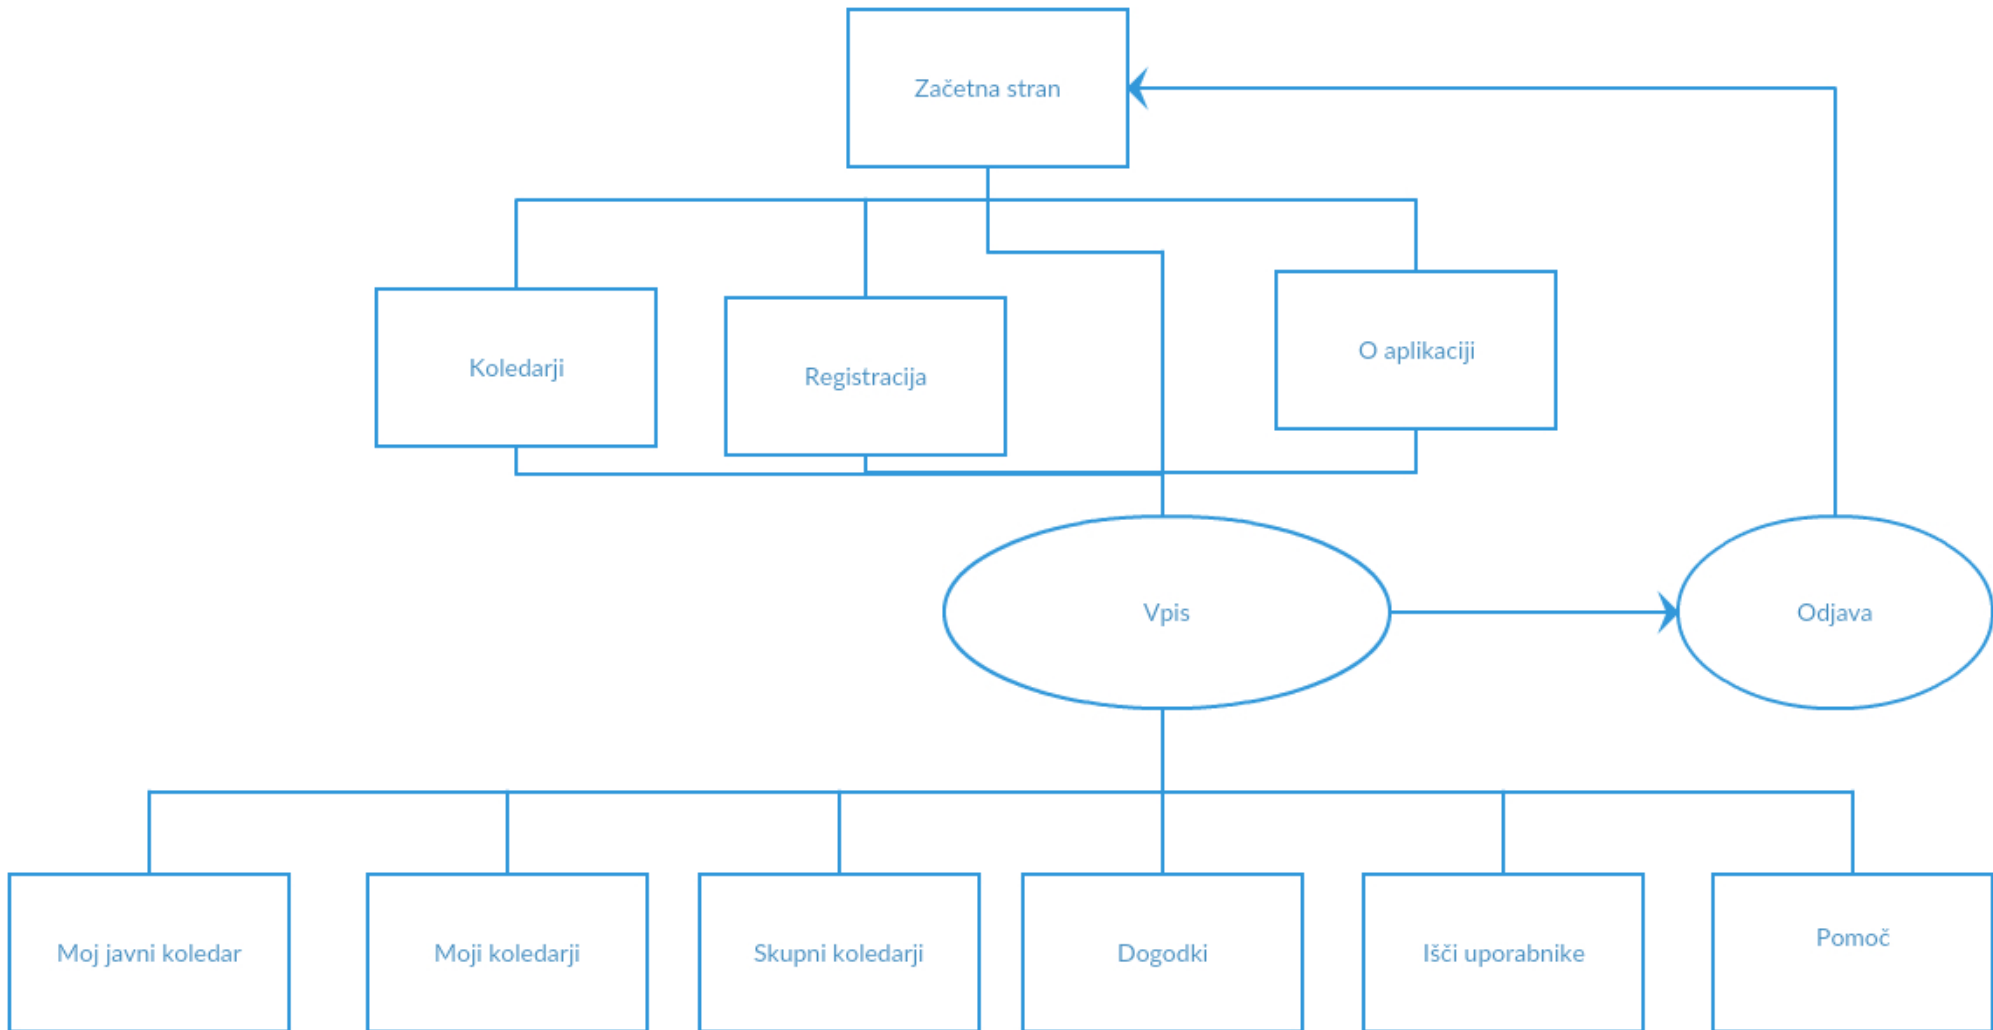 Začetna stran
Koledarji
Registracija
O aplikaciji
Vpis
Odjava
Moj javni koledar
Moji koledarji
Skupni koledarji
Dogodki
Išči uporabnike
Pomoč